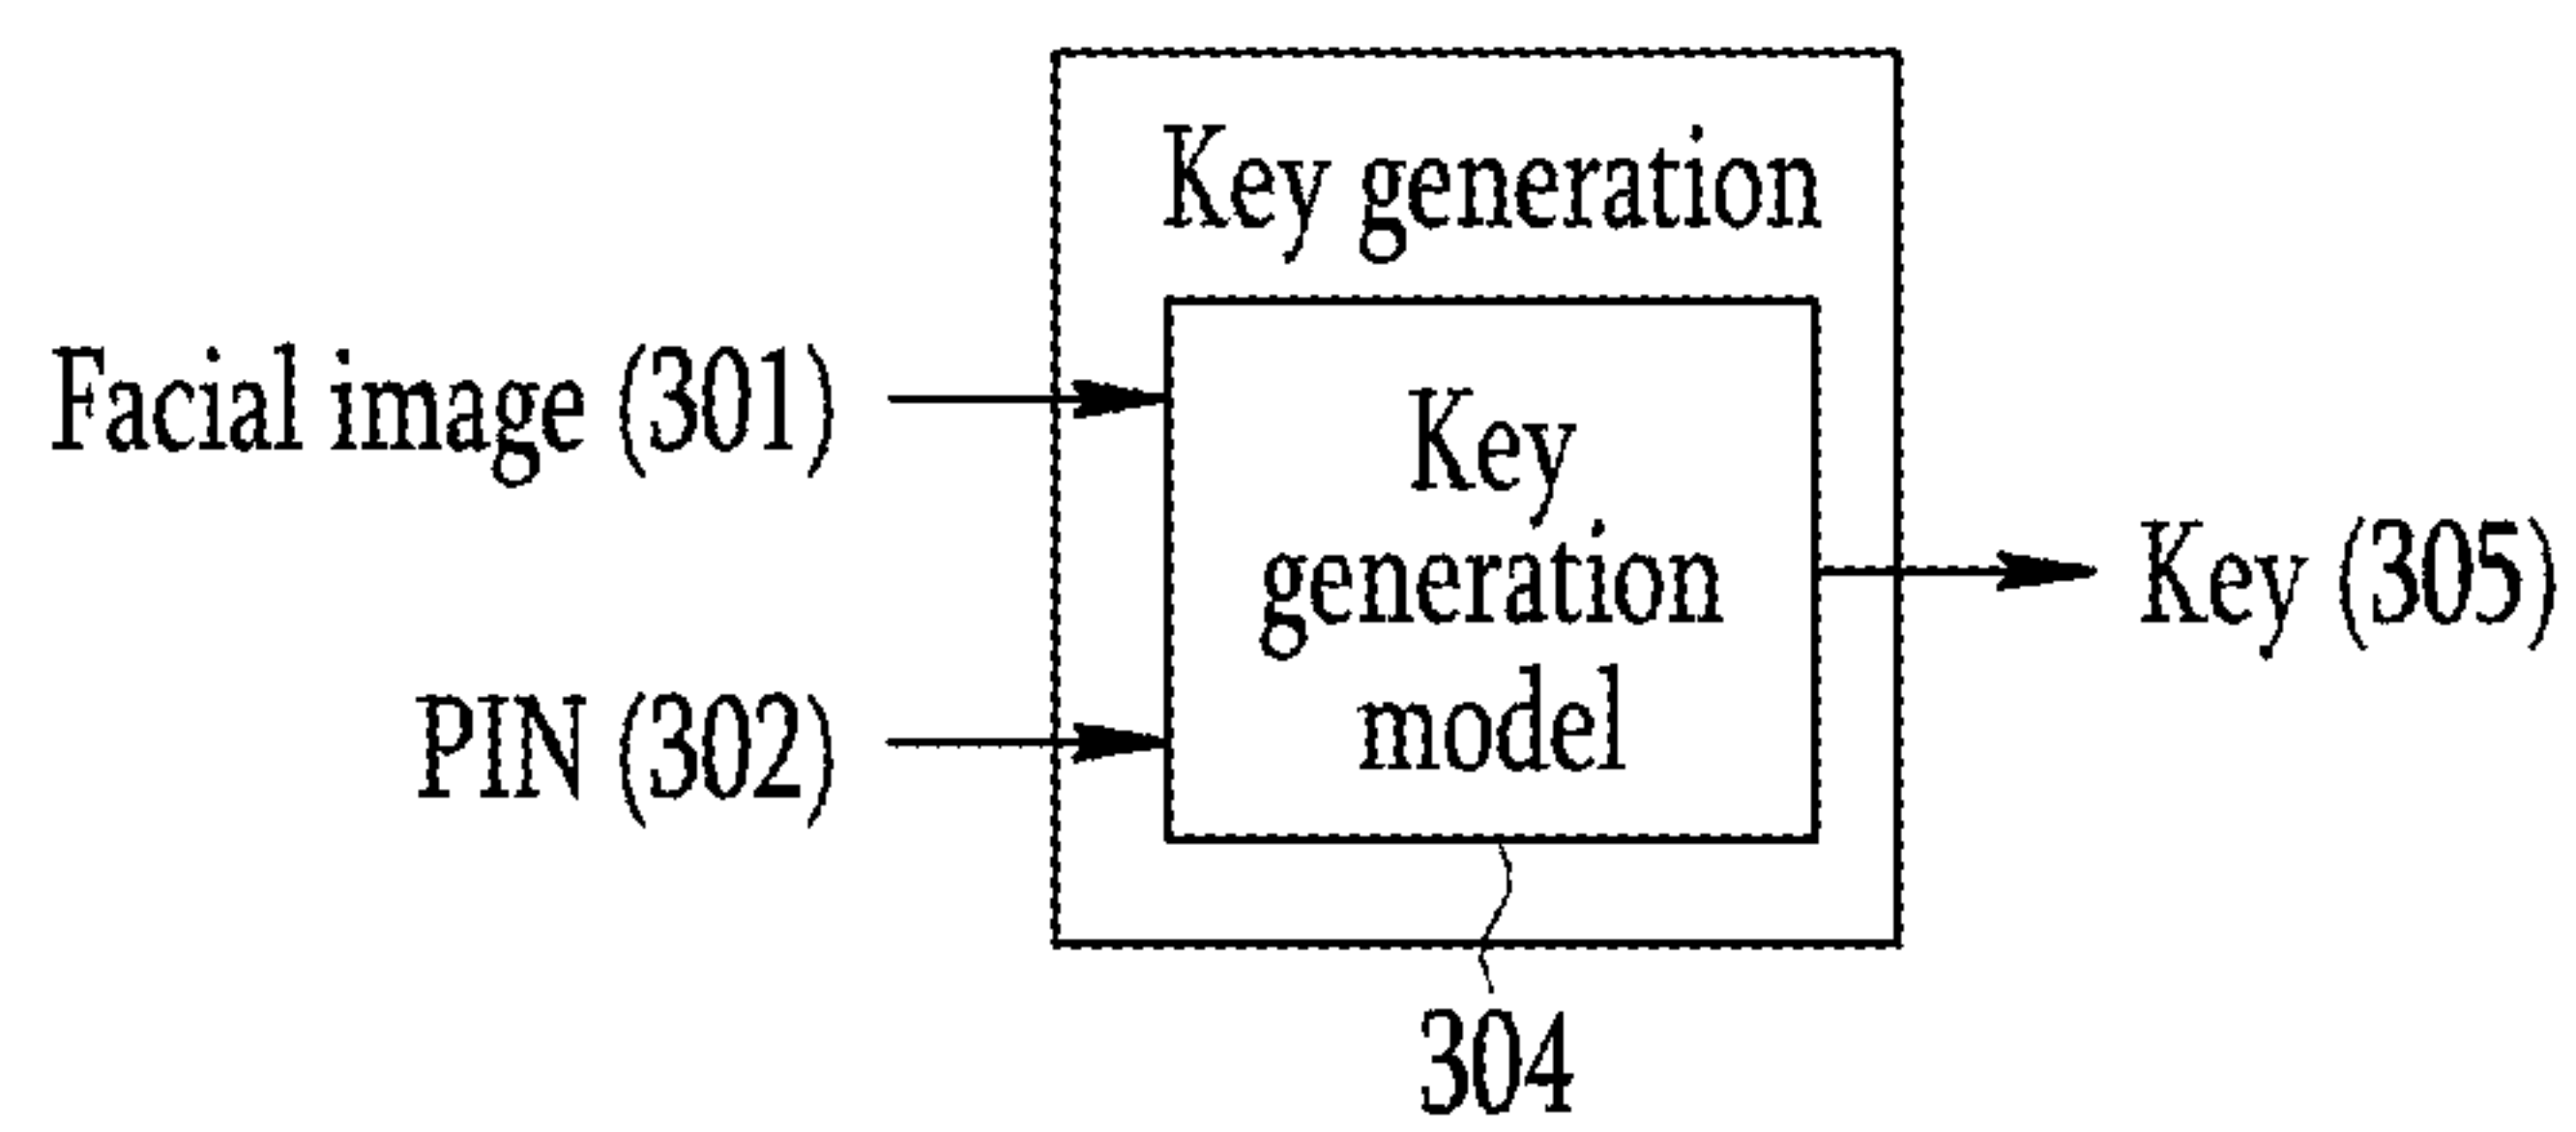 Key generation
Facial image (301)
Key
generation
model
Key (305)
PIN (302)
304